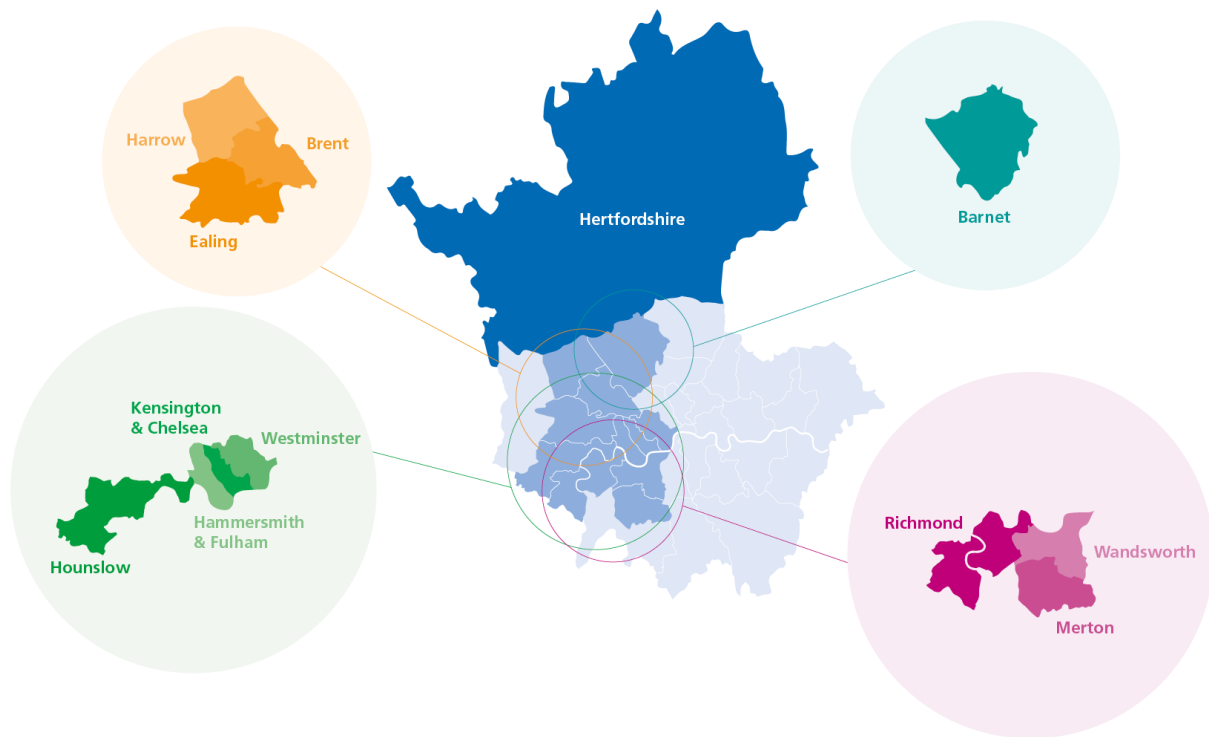 Harrow
Brent
Ealing
Hertfordshire
Barnet
Kensington
& Chelsea
Westminster
Hammersmith
& Fulham
Hounslow
Richmond
Wandsworth
Merton